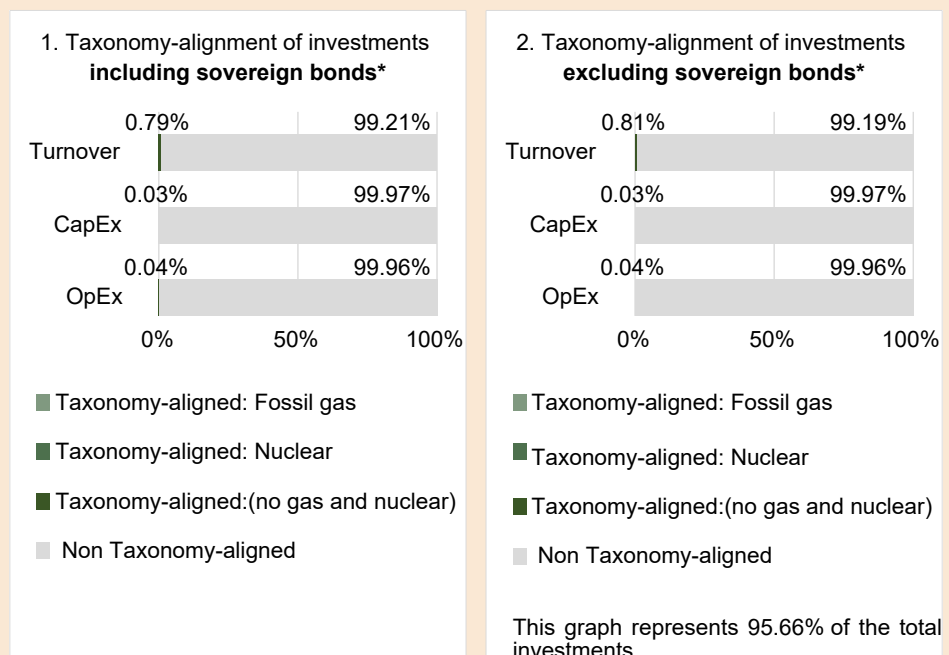 1. Taxonomy-alignment of investments
including sovereign bonds*
0.79% 99.21%
Turnover
0.03% 99.97%
CapEx
0.04% 99.96%
OpEx
0% 50% 100%
Taxonomy-aligned: Fossil gas
Taxonomy-aligned: Nuclear
Taxonomy-aligned:(no gas and nuclear)
Non Taxonomy-aligned
2. Taxonomy-alignment of investments
excluding sovereign bonds*
0.81% 99.19%
Turnover
0.03% 99.97%
CapEx
0.04% 99.96%
OpEx
0% 50% 100%
Taxonomy-aligned: Fossil gas
Taxonomy-aligned: Nuclear
Taxonomy-aligned:(no gas and nuclear)
Non Taxonomy-aligned
This graph represents 95.66% of the total
investments